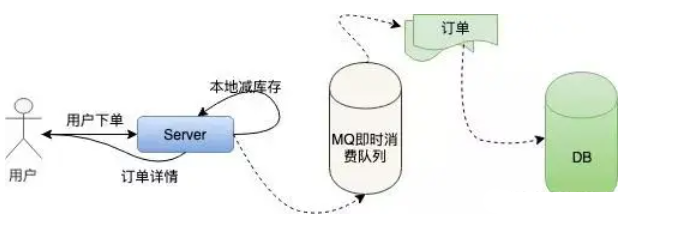 订单
本地减库存
用户下单
Server
MQ即时消
费队列
DB
用户
订单详情